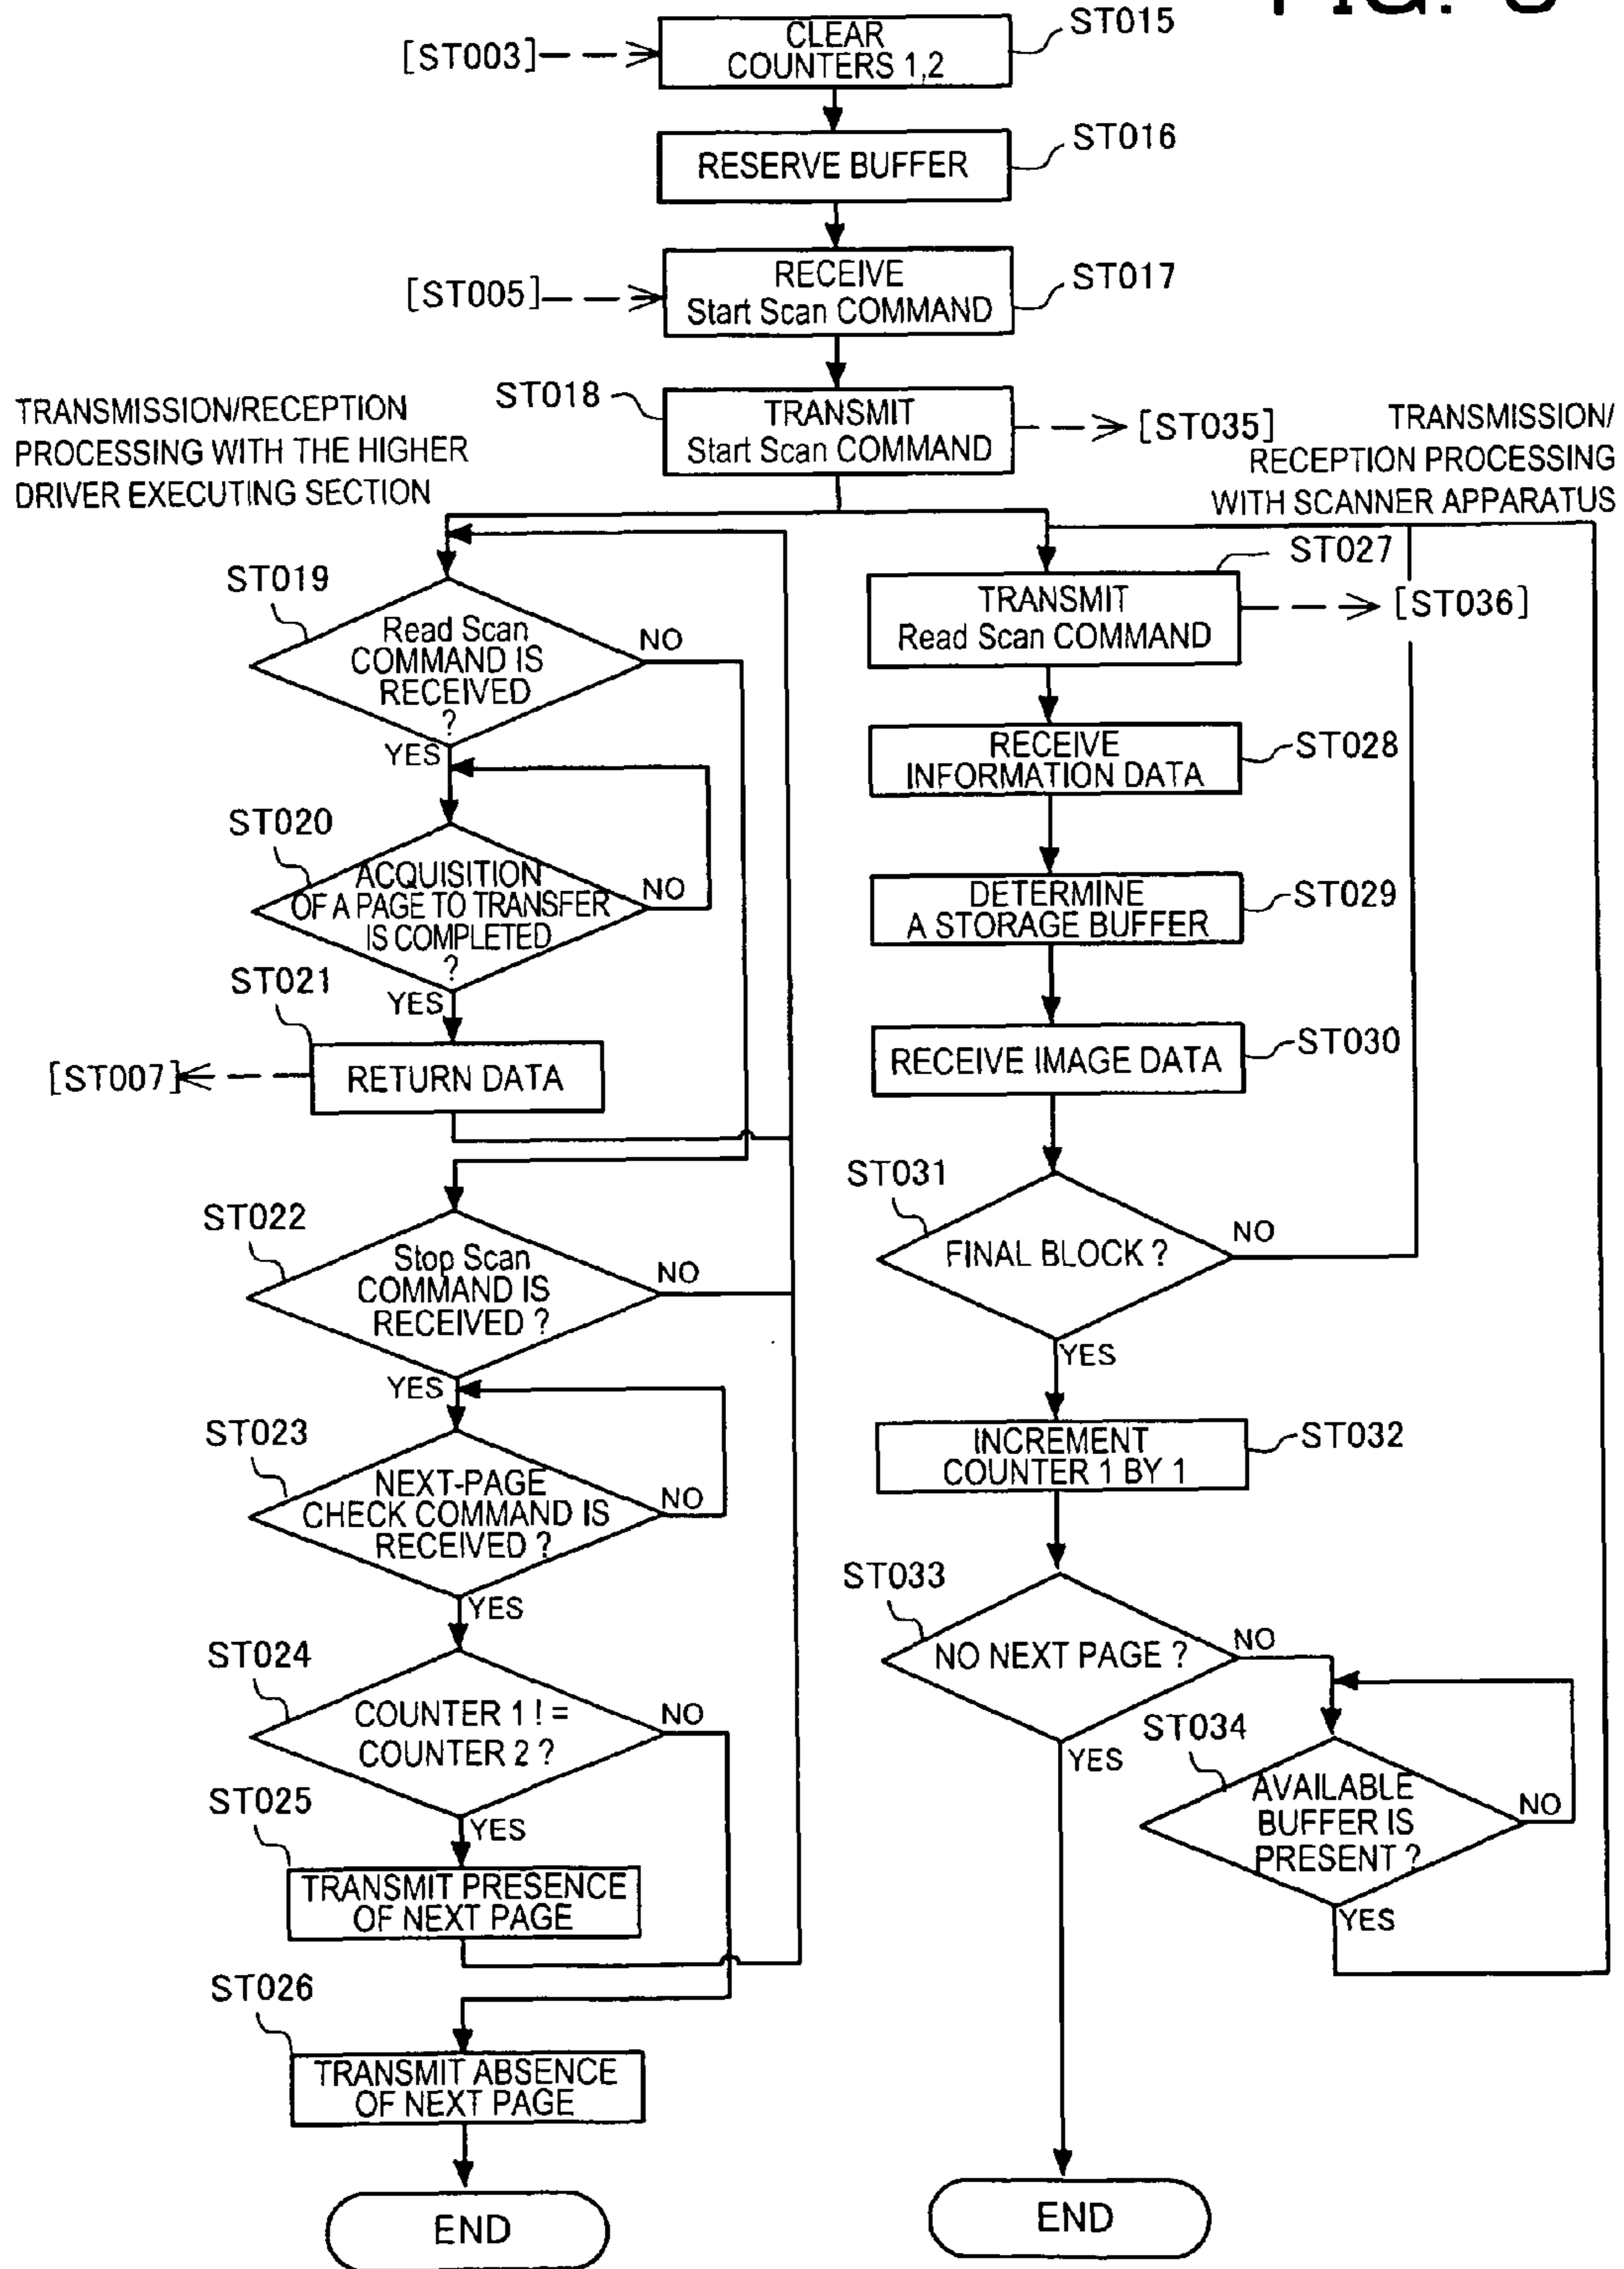 [ST003]
CLEAR
COUNTERS 1,2
ST015
RESERVE BUFFER
ST016
[ST005]
RECEIVE
Start Scan COMMAND
ST017
ST018
TRANSMIT
Start Scan COMMAND
[ST035]
TRANSMISSION/RECEPTION
PROCESSING WITH THE HIGHER
DRIVER EXECUTING SECTION
TRANSMISSION/
RECEPTION PROCESSING
WITH SCANNER APPARATUS
ST019
Read Scan
COMMAND IS
RECEIVED
?
NO
YES
ST020
ACQUISITION
OF A PAGE TO TRANSFER
IS COMPLETED
?
NO
YES
ST021
[ST007]
RETURN DATA
ST022
Stop Scan
COMMAND IS
RECEIVED ?
NO
YES
ST023
NEXT-PAGE
CHECK COMMAND IS
RECEIVED ?
NO
YES
ST024
COUNTER 1 ! =
COUNTER 2 ?
NO
YES
ST025
TRANSMIT PRESENCE
OF NEXT PAGE
ST026
TRANSMIT ABSENCE
OF NEXT PAGE
END
ST027
TRANSMIT
Read Scan COMMAND
[ST036]
RECEIVE
INFORMATION DATA
ST028
DETERMINE
A STORAGE BUFFER
ST029
RECEIVE IMAGE DATA
ST030
ST031
FINAL BLOCK ?
NO
YES
INCREMENT
COUNTER 1 BY 1
ST032
ST033
NO NEXT PAGE ?
NO
YES
ST034
AVAILABLE
BUFFER IS
PRESENT ?
NO
YES
END